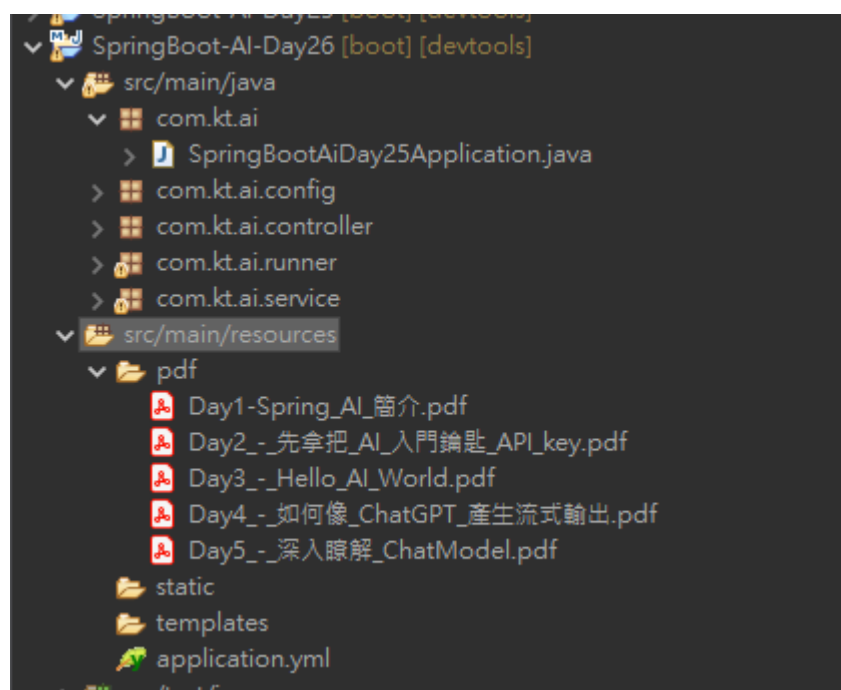 SpringBoot-AI-Day25 [boot] [devtools]
SpringBoot-AI-Day26 [boot] [devtools]
src/main/java
com.kt.ai
SpringBootAiDay25Application.java
com.kt.ai.config
com.kt.ai.controller
com.kt.ai.runner
com.kt.ai.service
src/main/resources
pdf
Day1-Spring_AI_簡介.pdf
Day2_-_先拿把_AI_入門鑰匙_API_key.pdf
Day3_-_Hello_AI_World.pdf
Day4_-_如何像_ChatGPT_產生流式輸出.pdf
Day5_-_深入瞭解_ChatModel.pdf
static
templates
application.yml